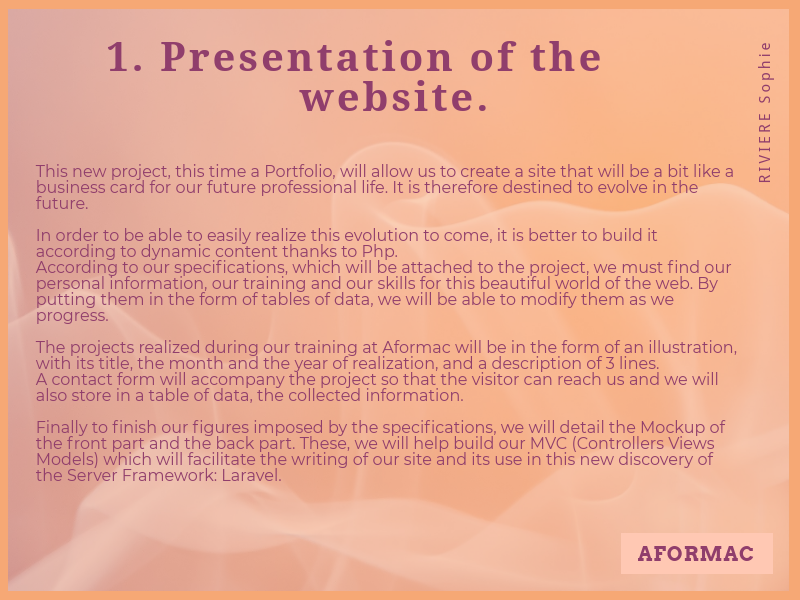 1. Presentation of the
website.
RIVIERE Sophie
This new project, this time a Portfolio, will allow us to create a site that will be a bit like a
business card for our future professional life. It is therefore destined to evolve in the
future.
In order to be able to easily realize this evolution to come, it is better to build it
according to dynamic content thanks to Php.
According to our specifications, which will be attached to the project, we must find our
personal information, our training and our skills for this beautiful world of the web. By
putting them in the form of tables of data, we will be able to modify them as we
progress.
The projects realized during our training at Aformac will be in the form of an illustration,
with its title, the month and the year of realization, and a description of 3 lines.
A contact form will accompany the project so that the visitor can reach us and we will
also store in a table of data, the collected information.
Finally to finish our figures imposed by the specifications, we will detail the Mockup of
the front part and the back part. These, we will help build our MVC (Controllers Views
Models) which will facilitate the writing of our site and its use in this new discovery of
the Server Framework: Laravel.
AFORMAC